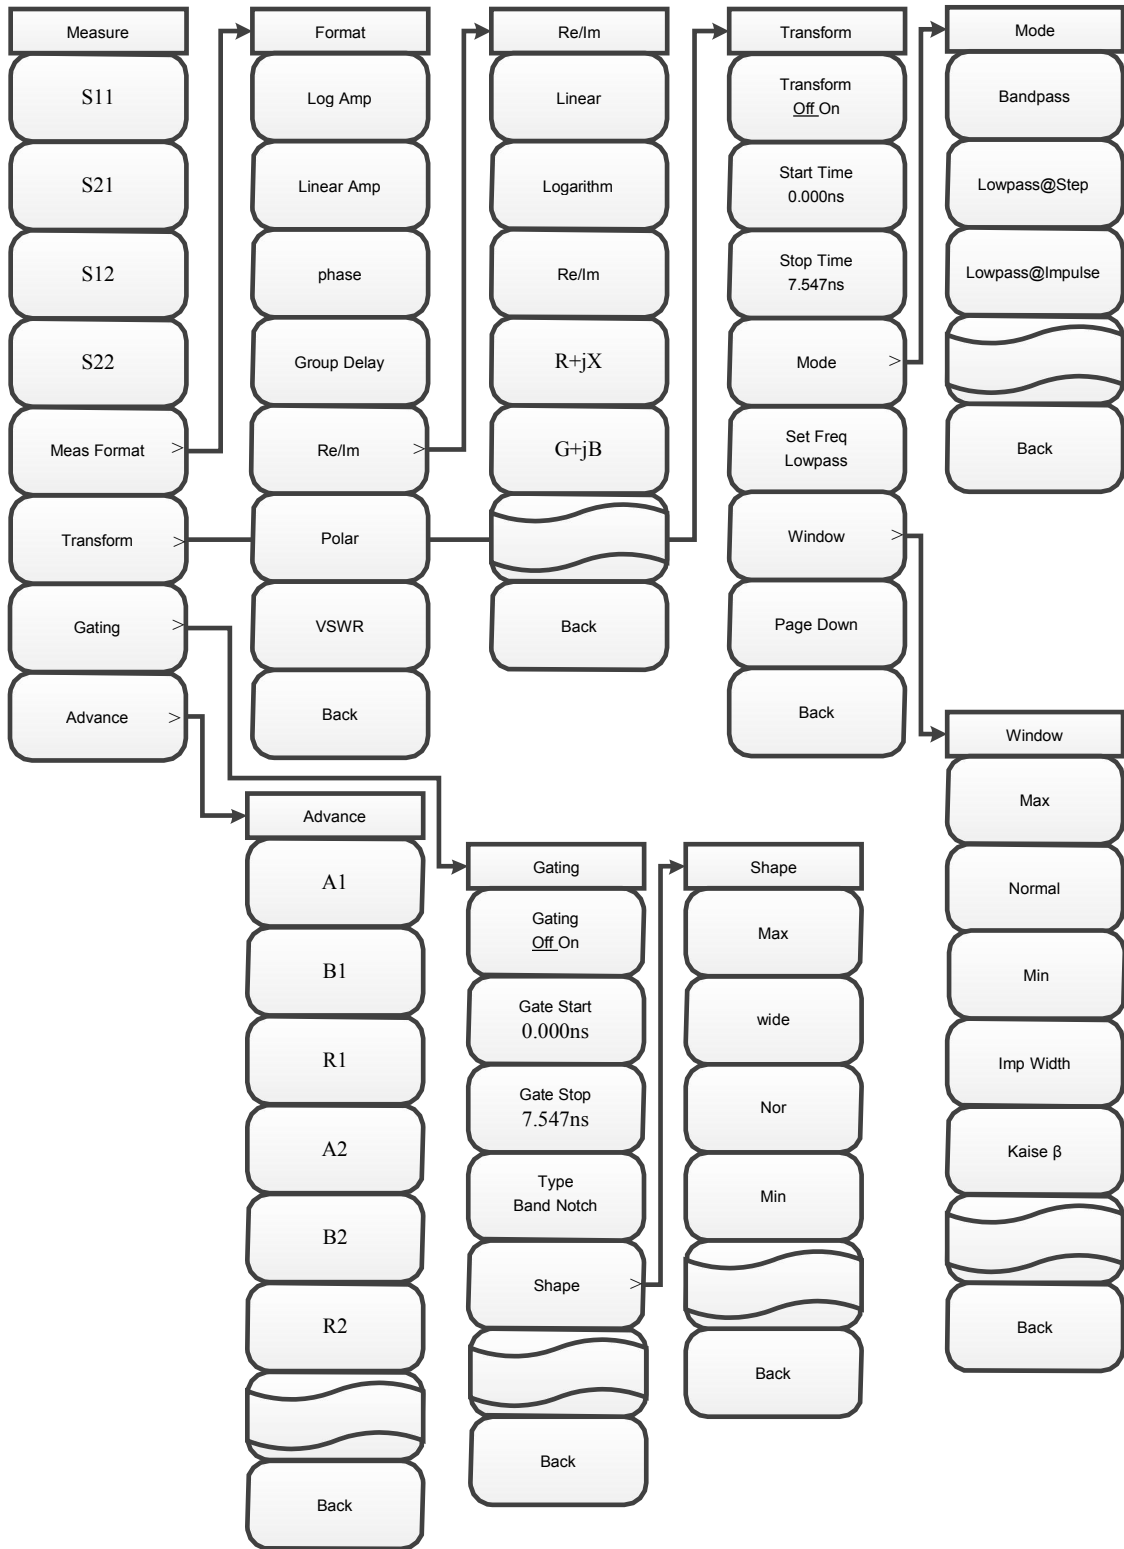 Measure
S11
S21
S12
S22
Meas Format >
Transform >
Gating >
Advance >
Format
Log Amp
Linear Amp
phase
Group Delay
Re/Im >
Polar
VSWR
Back
Re/Im
Linear
Logarithm
Re/Im
R+jX
G+jB
Back
Transform
Transform
Off On
Start Time
0.000ns
Stop Time
7.547ns
Mode >
Set Freq
Lowpass
Window >
Page Down
Back
Mode
Bandpass
Lowpass@Step
Lowpass@Impulse
Back
Window
Max
Normal
Min
Imp Width
Kaise β
Back
Advance
A1
B1
R1
A2
B2
R2
Back
Gating
Gating
Off On
Gate Start
0.000ns
Gate Stop
7.547ns
Type
Band Notch
Shape >
Back
Shape
Max
wide
Nor
Min
Back